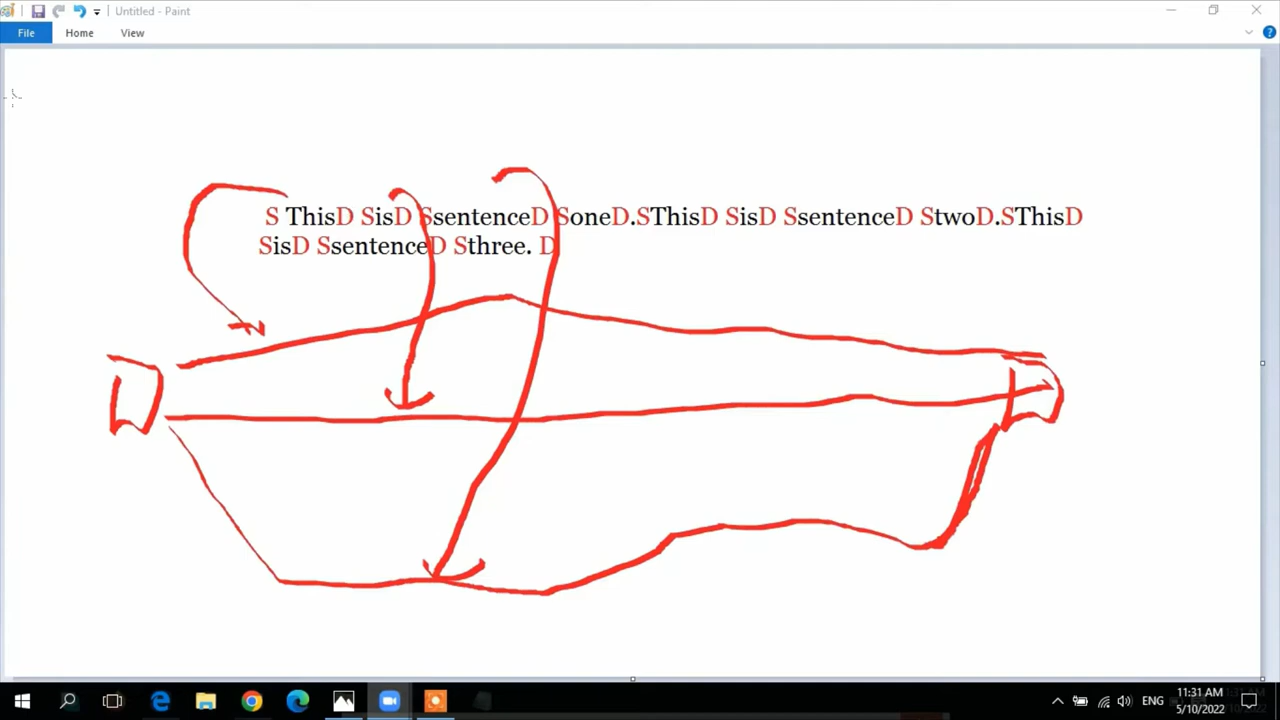 Untitled - Paint
File Home View
S ThisD SisD SsentenceD SoneD.SThisD SisD SsentenceD StwoD.SThisD
SisD SsentenceD Sthree. D
ENG
11:31 AM
5/10/2022